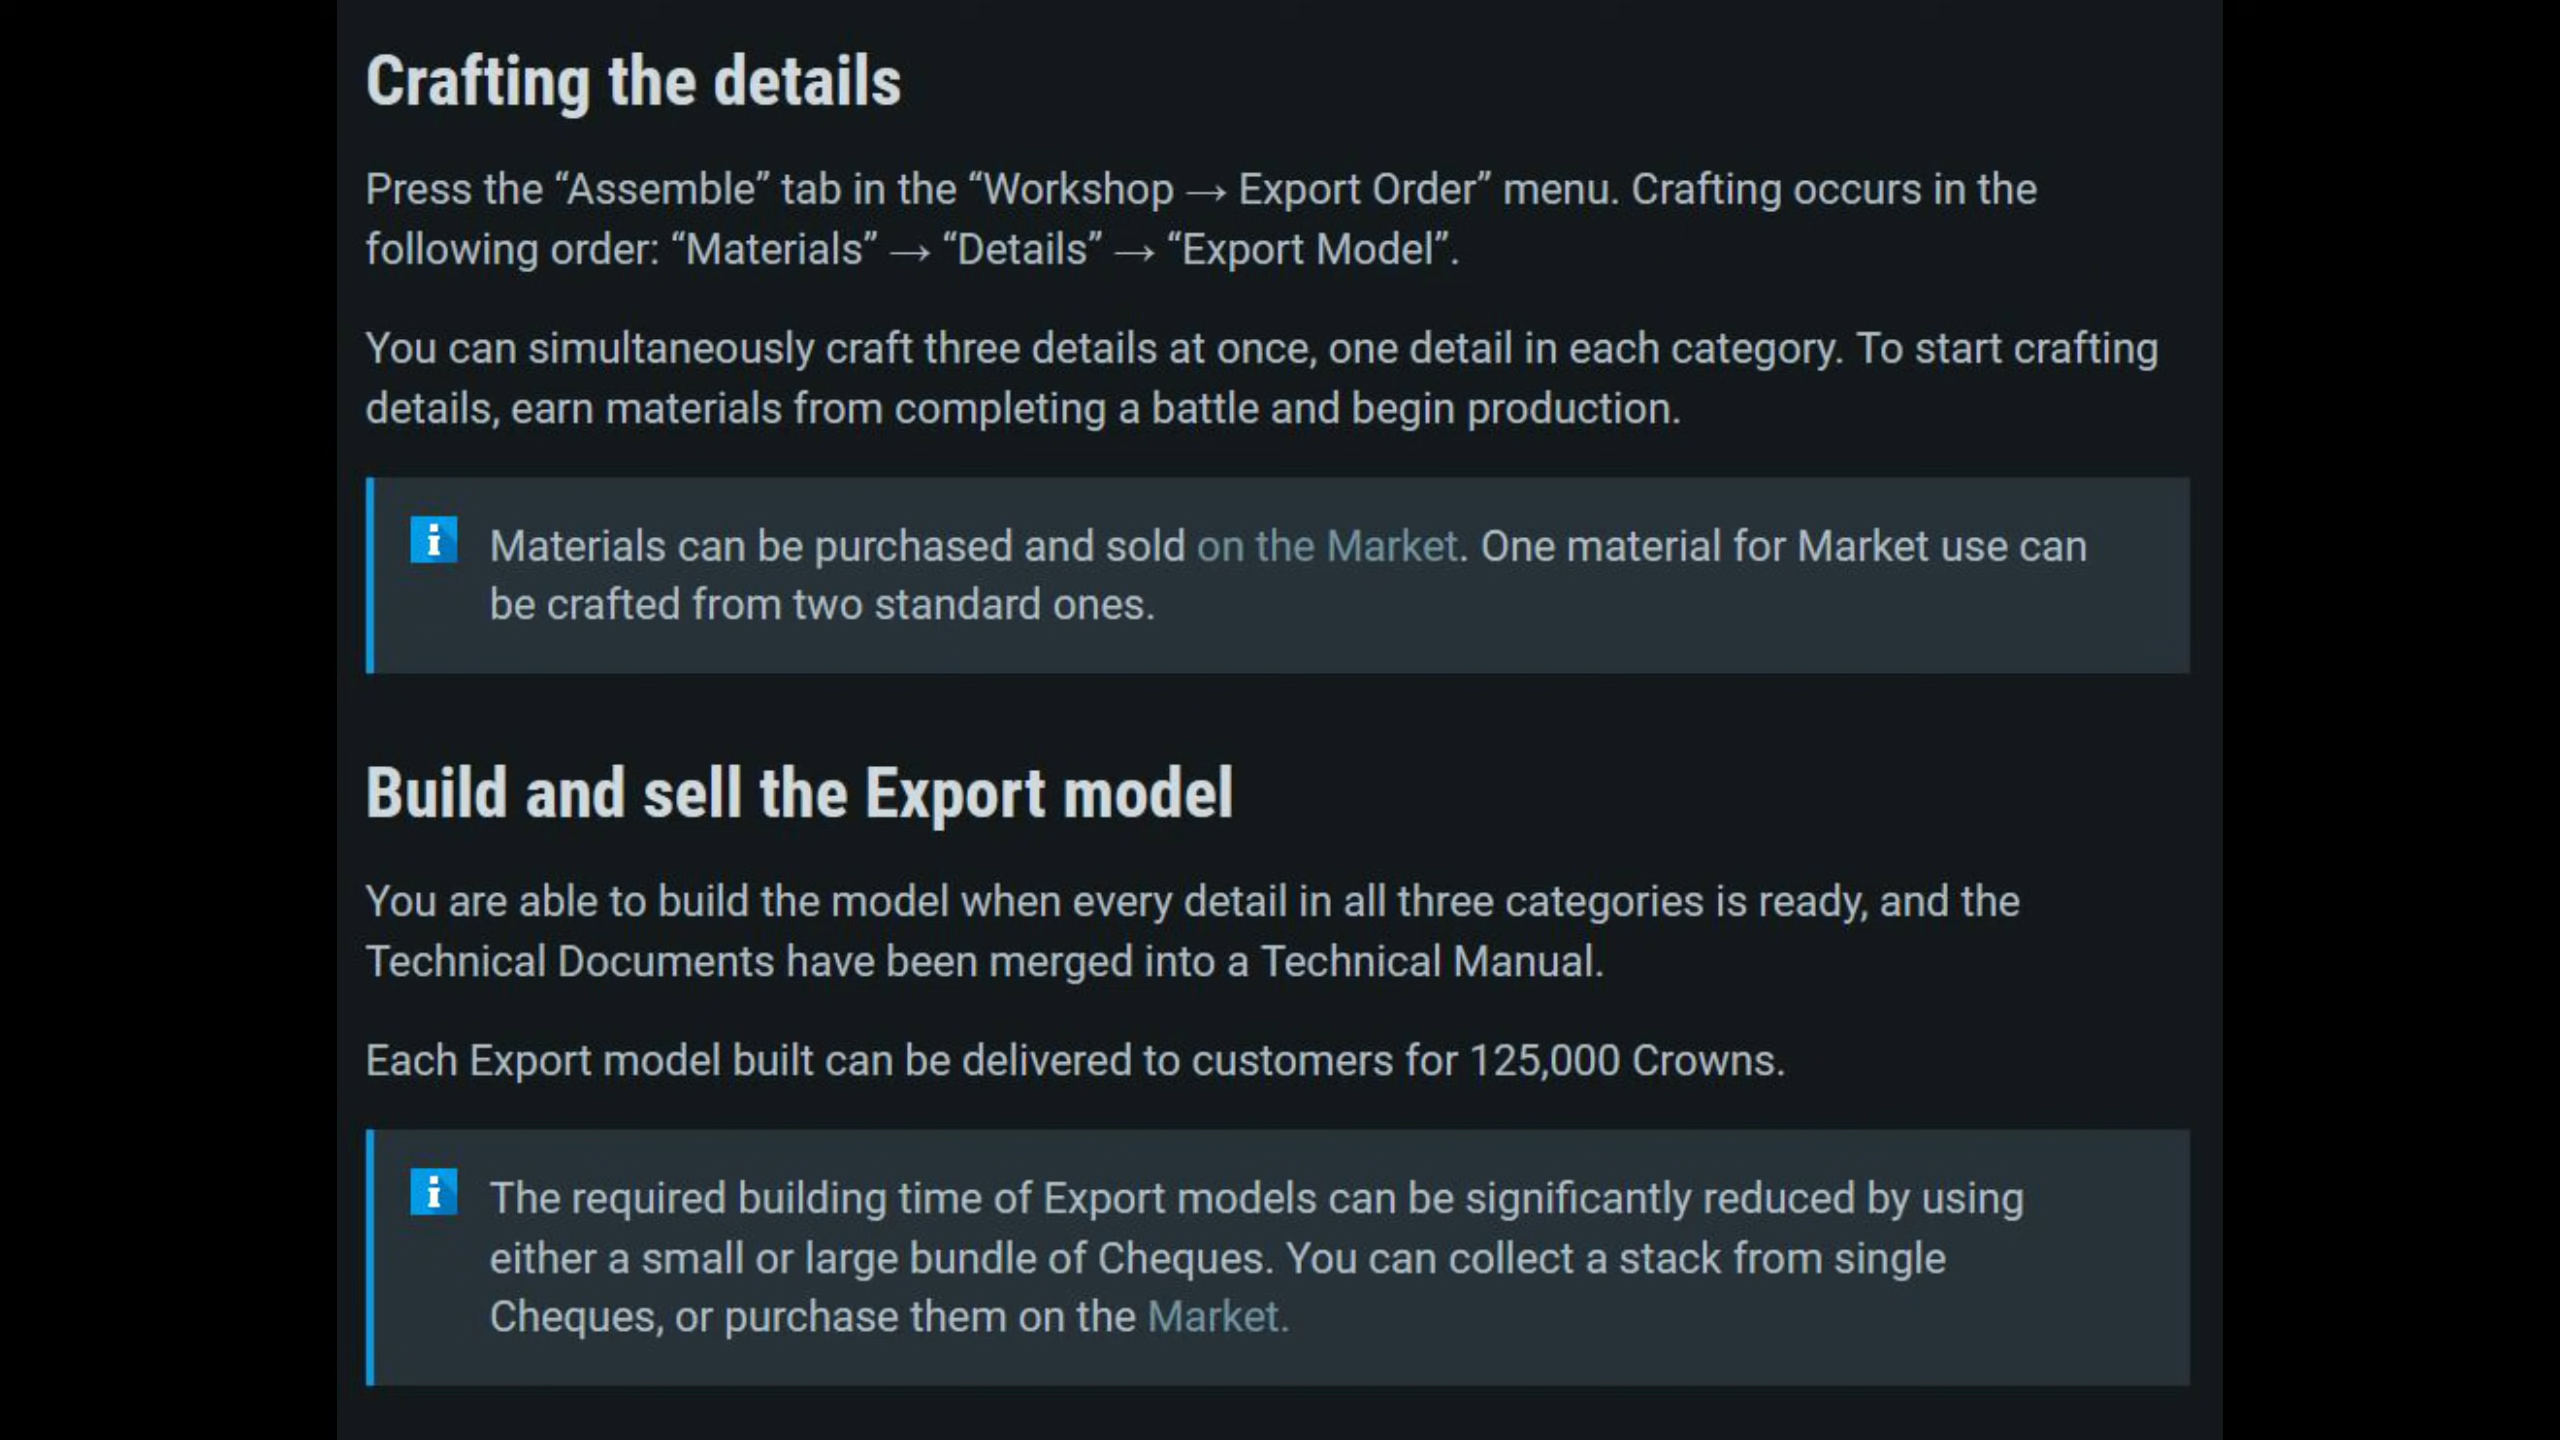 Crafting the details
Press the “Assemble” tab in the “Workshop → Export Order” menu. Crafting occurs in the
following order: “Materials” → “Details” → “Export Model”.
You can simultaneously craft three details at once, one detail in each category. To start crafting
details, earn materials from completing a battle and begin production.
Materials can be purchased and sold on the Market. One material for Market use can
be crafted from two standard ones.
Build and sell the Export model
You are able to build the model when every detail in all three categories is ready, and the
Technical Documents have been merged into a Technical Manual.
Each Export model built can be delivered to customers for 125,000 Crowns.
The required building time of Export models can be significantly reduced by using
either a small or large bundle of Cheques. You can collect a stack from single
Cheques, or purchase them on the Market.